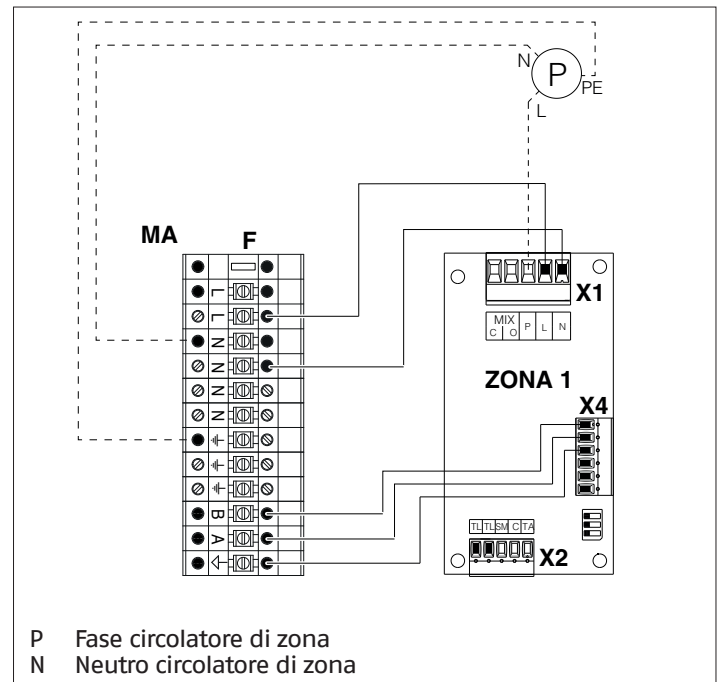 N
P
PE
L
MA F
L
L
N
N
N
N
B
A
X1
MIX
C O P L N
ZONA 1
X4
TL TL SM C TA
X2
P Fase circolatore di zona
N Neutro circolatore di zona